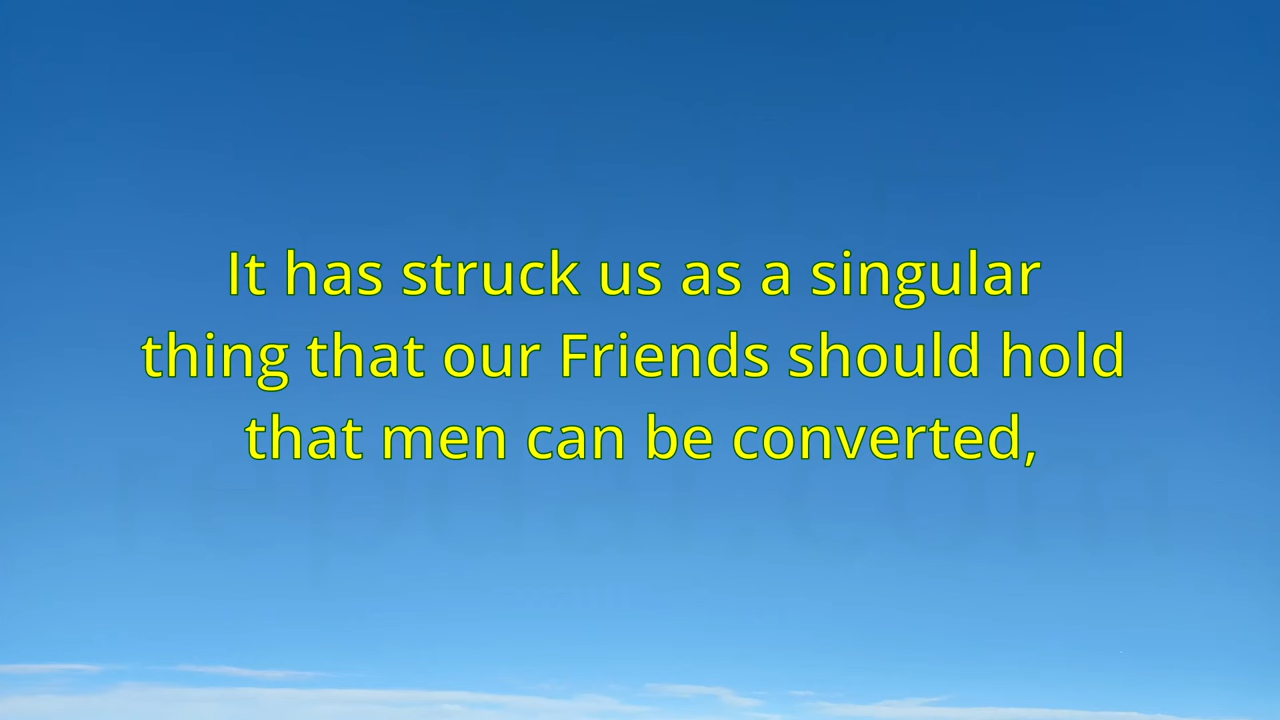 It has struck us as a singular
thing that our Friends should hold
that men can be converted,